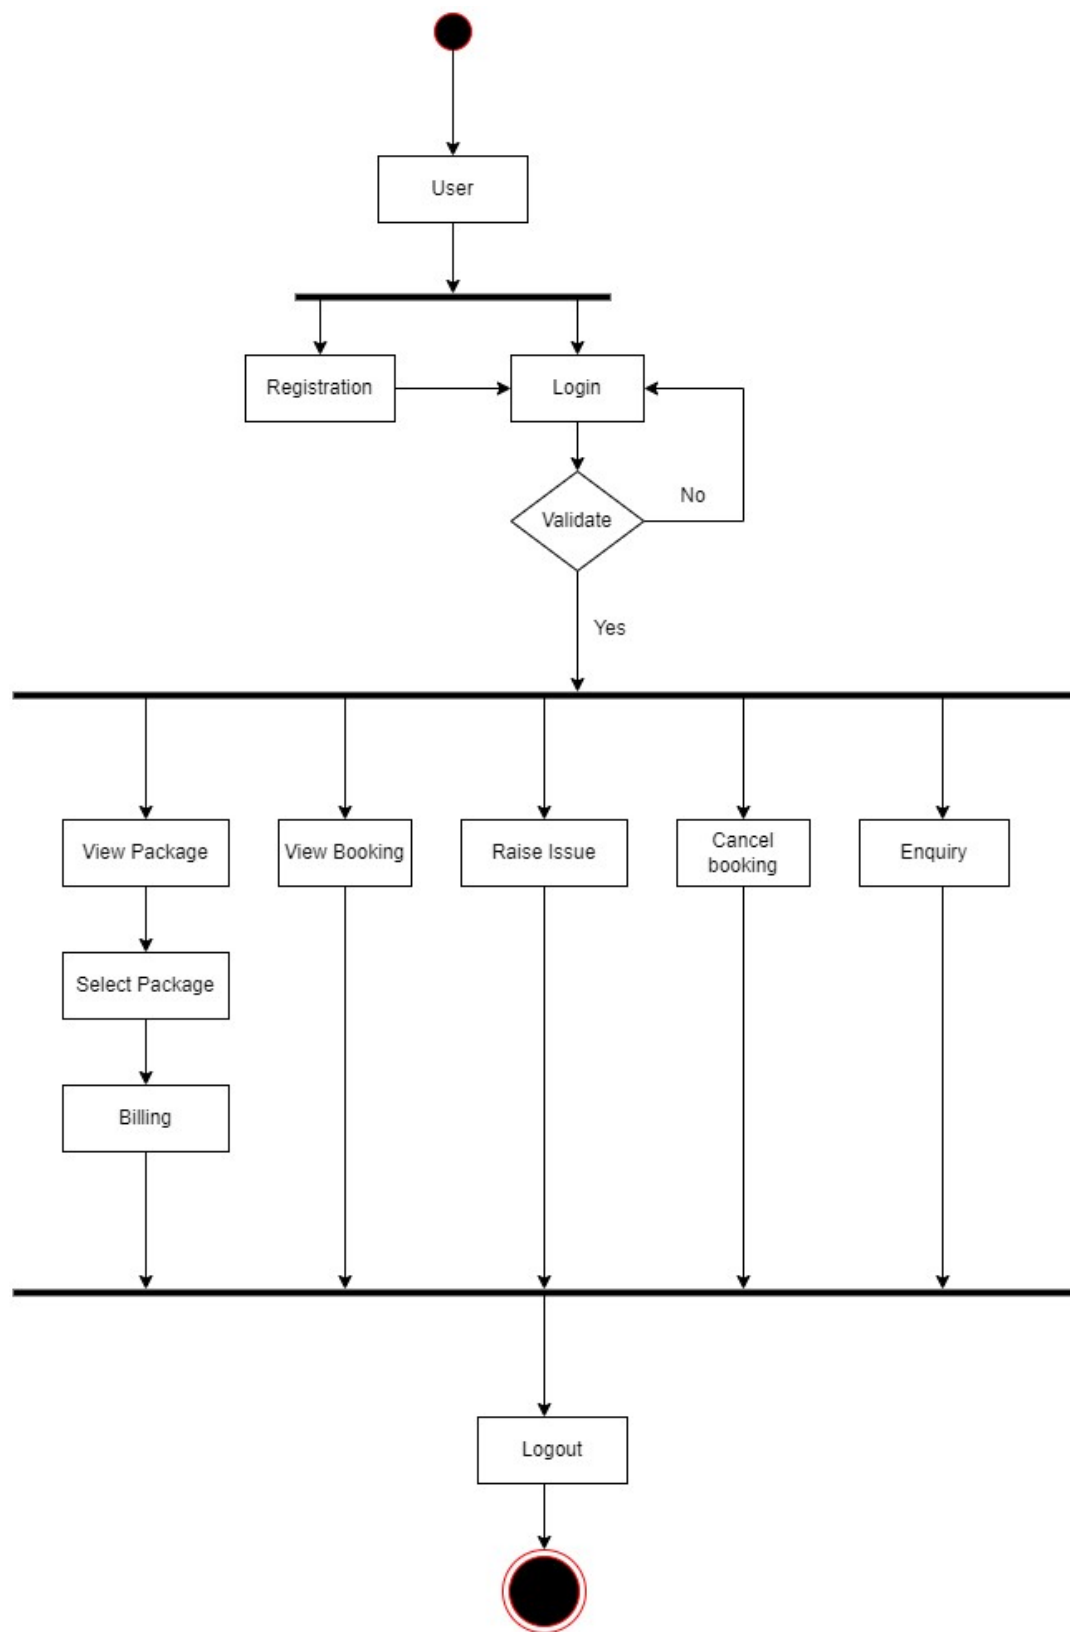 User
Registration
Login
Validate
No
Yes
View Package
View Booking
Raise Issue
Cancel
booking
Enquiry
Select Package
Billing
Logout